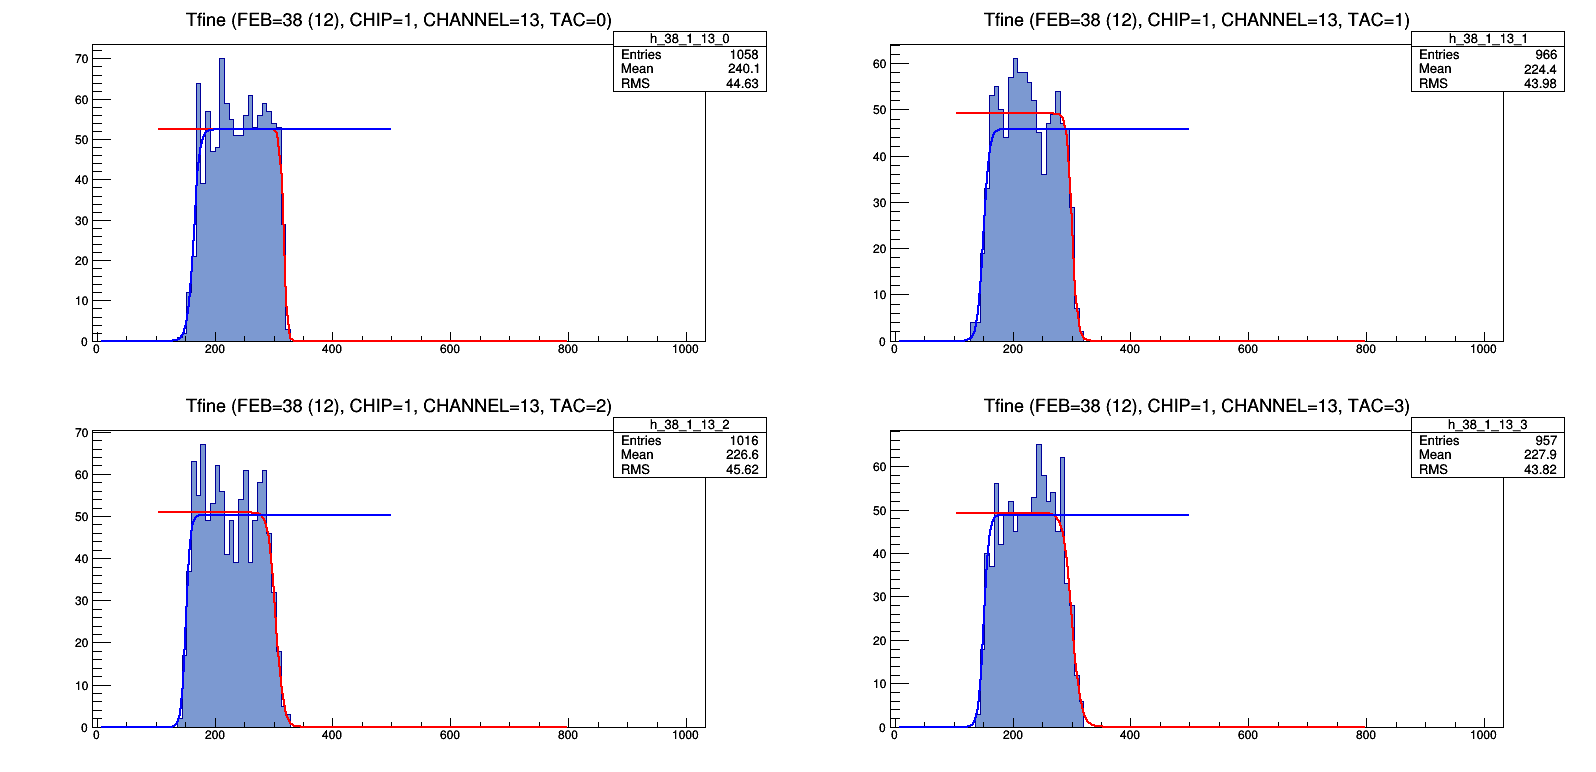 Tfine (FEB=38 (12), CHIP=1, CHANNEL=13, TAC=0)
h_38_1_13_0
Entries 1058
Mean 240.1
RMS 44.63
70
60
50
40
30
20
10
0
0 200 400 600 800 1000
Tfine (FEB=38 (12), CHIP=1, CHANNEL=13, TAC=1)
h_38_1_13_1
Entries 966
Mean 224.4
RMS 43.98
60
50
40
30
20
10
0
0 200 400 600 800 1000
Tfine (FEB=38 (12), CHIP=1, CHANNEL=13, TAC=2)
h_38_1_13_2
Entries 1016
Mean 226.6
RMS 45.62
70
60
50
40
30
20
10
0
0 200 400 600 800 1000
Tfine (FEB=38 (12), CHIP=1, CHANNEL=13, TAC=3)
h_38_1_13_3
Entries 957
Mean 227.9
RMS 43.82
60
50
40
30
20
10
0
0 200 400 600 800 1000